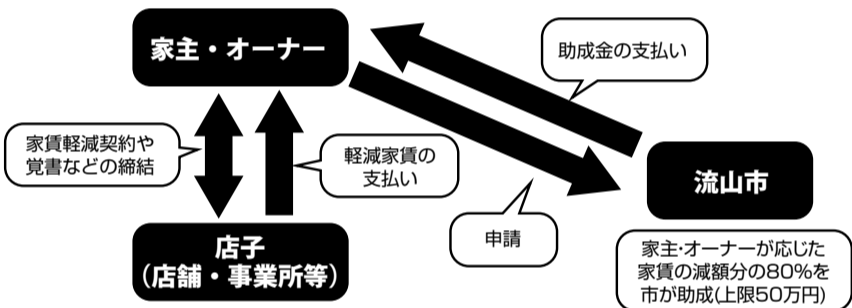 家主・オーナー
助成金の支払い
家賃軽減契約や
覚書などの締結
軽減家賃の
支払い
流山市
申請
店子
(店舗・事業所等)
家主・オーナーが応じた
家賃の減額分の80%を
市が助成(上限50万円)